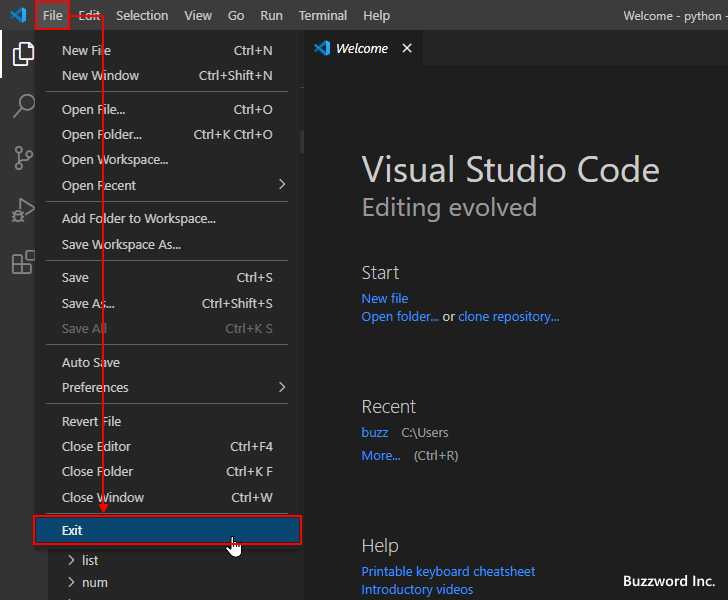 File Edit Selection View Go Run Terminal Help Welcome - python -
New File Ctrl+N
New Window Ctrl+Shift+N
Open File... Ctrl+O
Open Folder... Ctrl+K Ctrl+O
Open Workspace...
Open Recent
Add Folder to Workspace...
Save Workspace As...
Save Ctrl+S
Save As... Ctrl+Shift+S
Save All Ctrl+K S
Auto Save
Preferences
Revert File
Close Editor Ctrl+F4
Close Folder Ctrl+K F
Close Window Ctrl+W
Exit
list
num
Welcome
Visual Studio Code
Editing evolved
Start
New file
Open folder... or clone repository...
Recent
buzz C:\Users
More... (Ctrl+R)
Help
Printable keyboard cheatsheet
Introductory videos
Buzzword Inc.